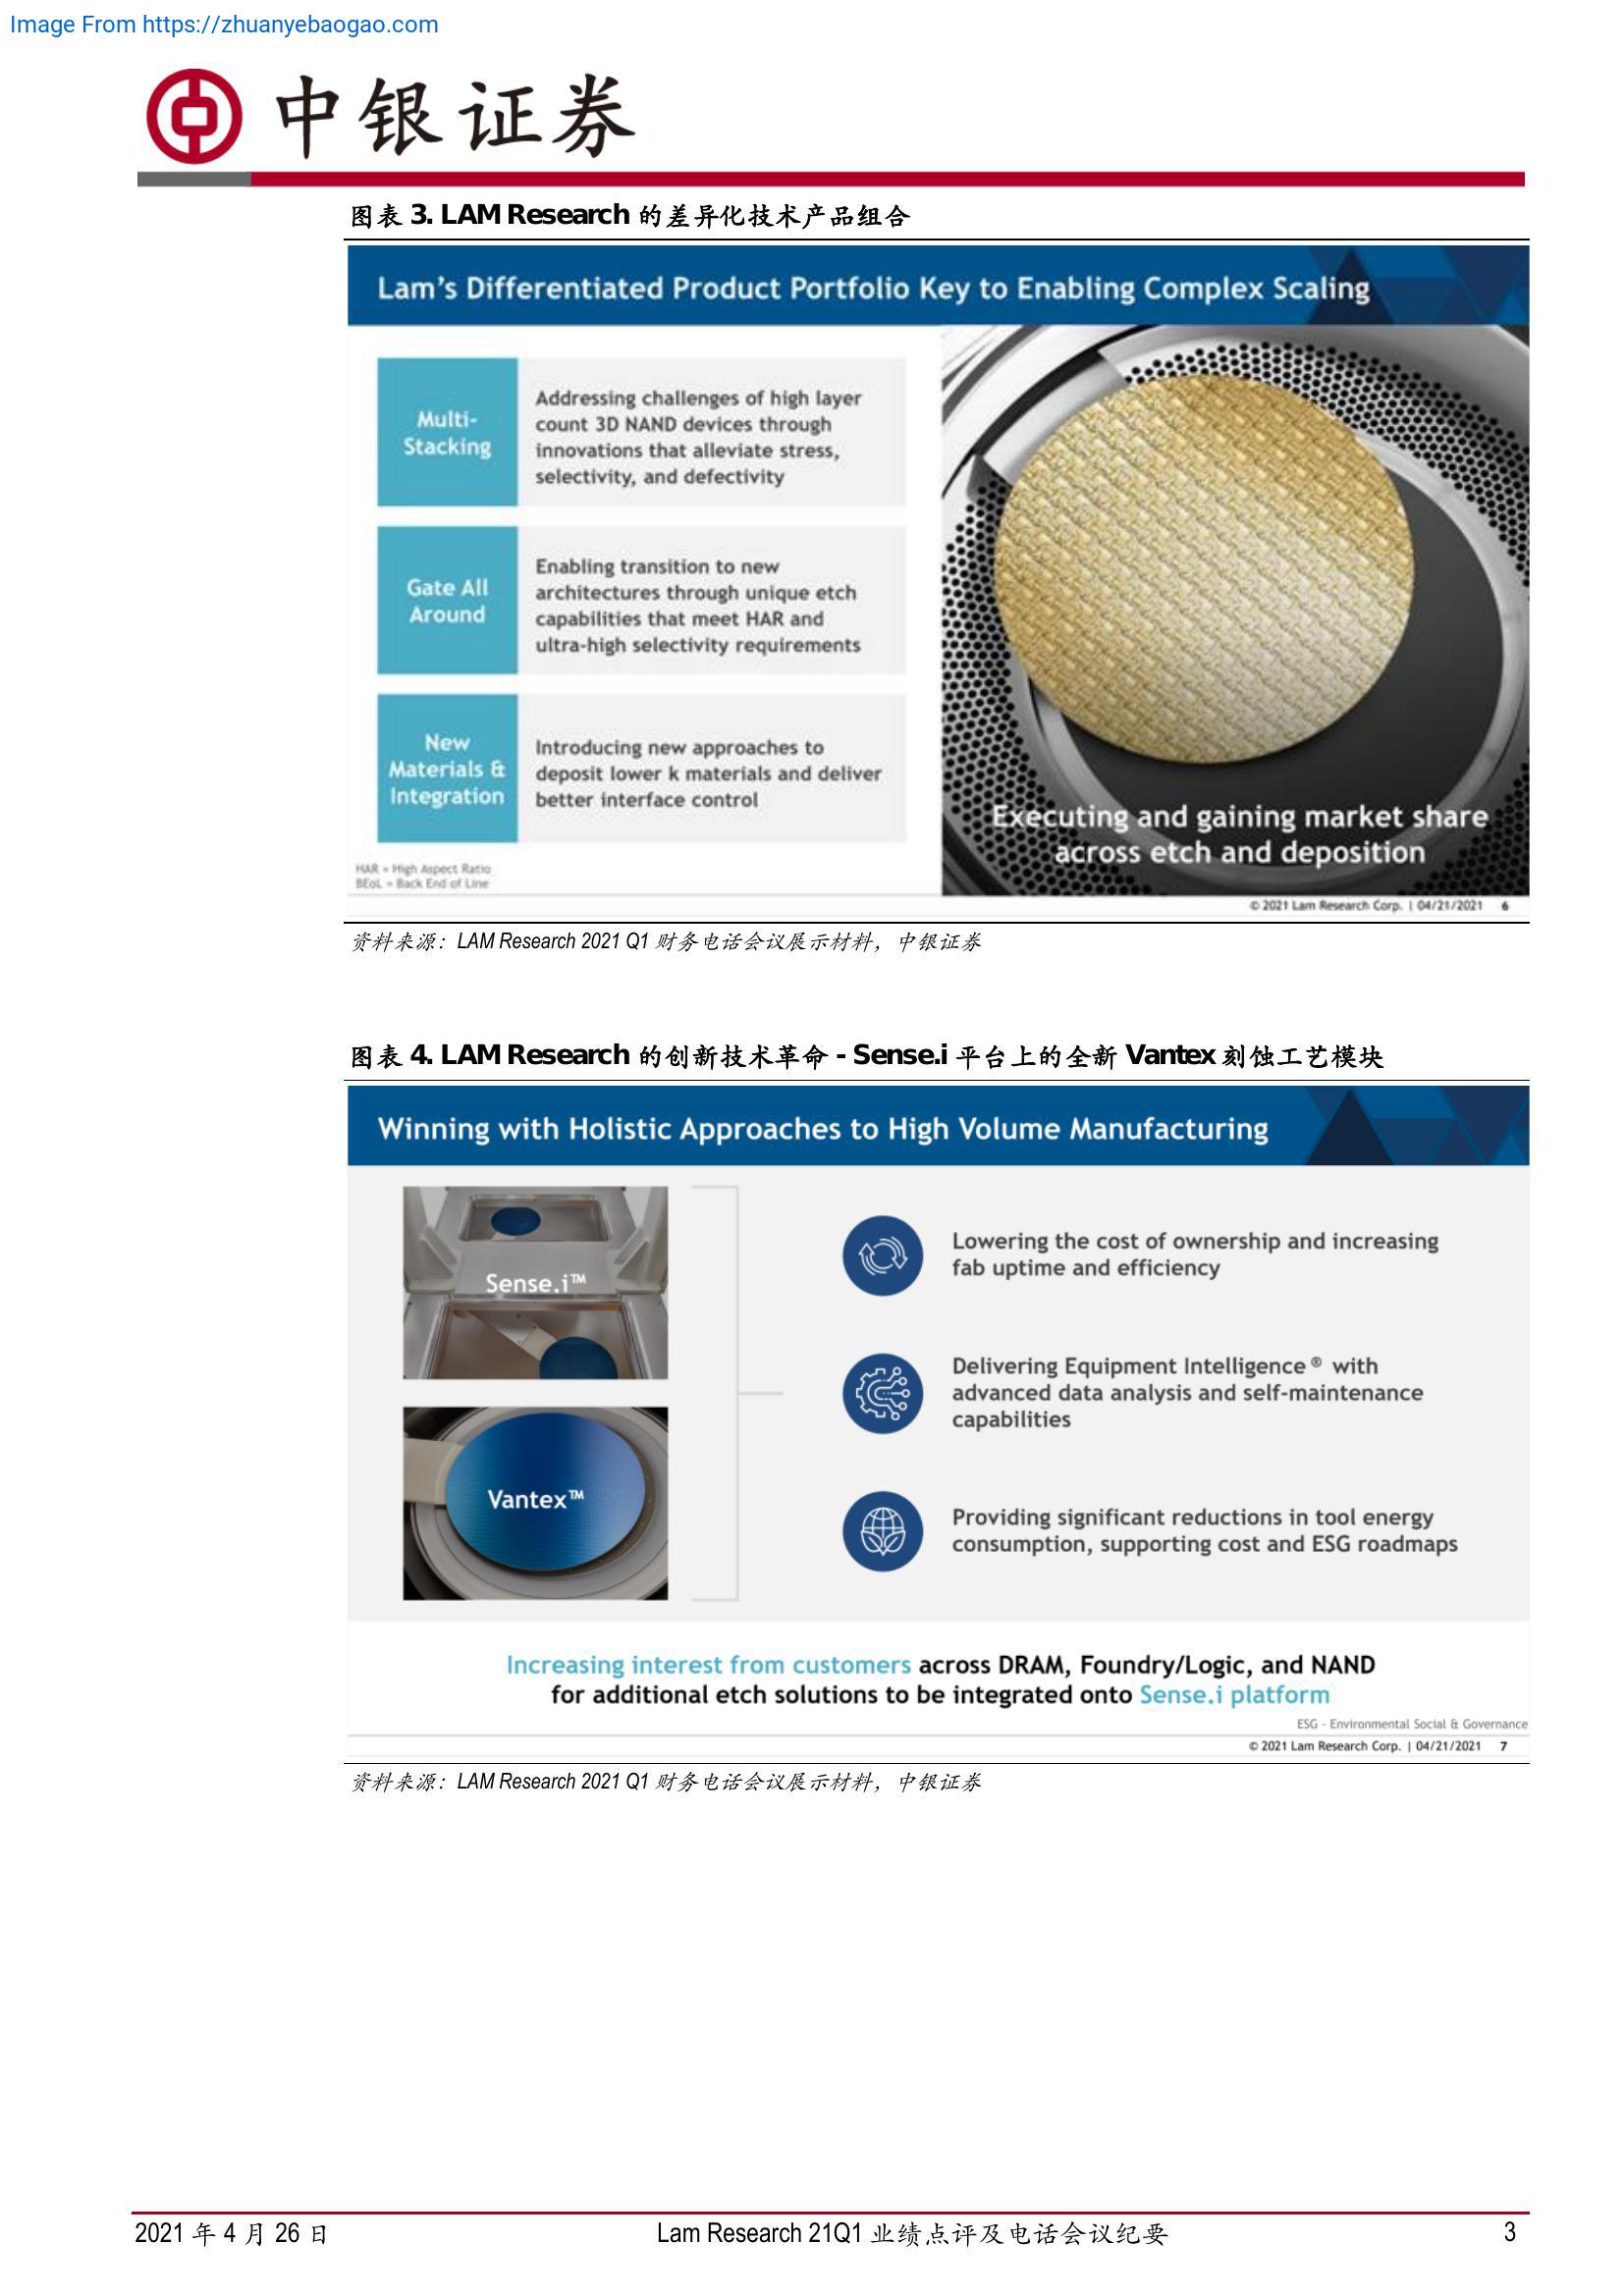 Image From https://zhuanyebaogao.com
中银证券
图表 3. LAM Research 的差异化技术产品组合
Lam's Differentiated Product Portfolio Key to Enabling Complex Scaling
Multi-
Stacking
Addressing challenges of high layer
count 3D NAND devices through
innovations that alleviate stress,
selectivity, and defectivity
Gate All
Around
Enabling transition to new
architectures through unique etch
capabilities that meet HAR and
ultra-high selectivity requirements
New
Materials &
Integration
Introducing new approaches to
deposit lower k materials and deliver
better interface control
Executing and gaining market share
across etch and deposition
HAR = High Aspect Ratio
BEoL = Back End of Line
© 2021 Lam Research Corp. | 04/21/2021 6
资料来源：LAM Research 2021 Q1 财务电话会议展示材料，中银证券
图表 4. LAM Research 的创新技术革命 - Sense.i 平台上的全新 Vantex 刻蚀工艺模块
Winning with Holistic Approaches to High Volume Manufacturing
Sense.i™
Vantex™
Lowering the cost of ownership and increasing
fab uptime and efficiency
Delivering Equipment Intelligence® with
advanced data analysis and self-maintenance
capabilities
Providing significant reductions in tool energy
consumption, supporting cost and ESG roadmaps
Increasing interest from customers across DRAM, Foundry/Logic, and NAND
for additional etch solutions to be integrated onto Sense.i platform
ESG - Environmental Social & Governance
© 2021 Lam Research Corp. | 04/21/2021 7
资料来源：LAM Research 2021 Q1 财务电话会议展示材料，中银证券
2021 年 4 月 26 日 Lam Research 21Q1 业绩点评及电话会议纪要 3